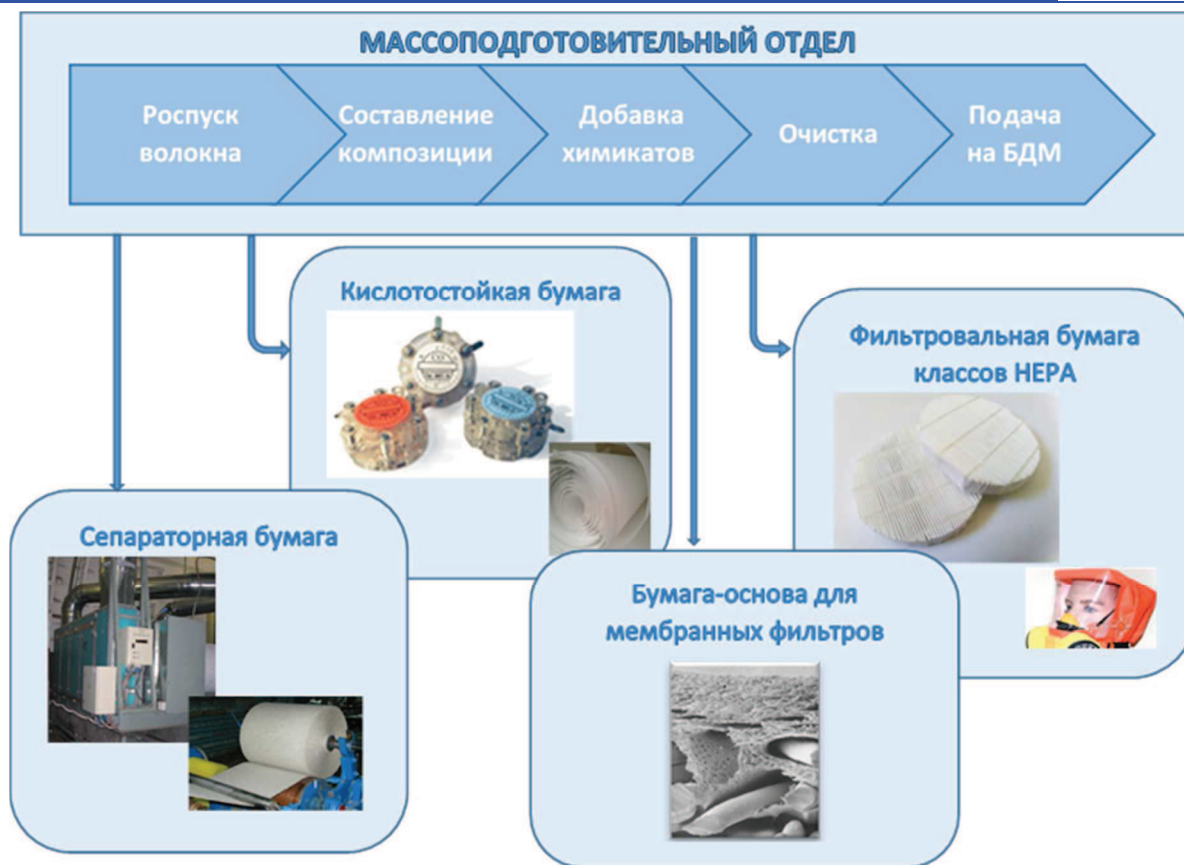 МАССОПОДГОТОВИТЕЛЬНЫЙ ОТДЕЛ
Роспуск
волокна
Составление
композиции
Добавка
химикатов
Очистка
Подача
на БДМ
Кислотостойкая бумага
Фильтровальная бумага
классов HEPA
Сепараторная бумага
Бумага-основа для
мембранных фильтров